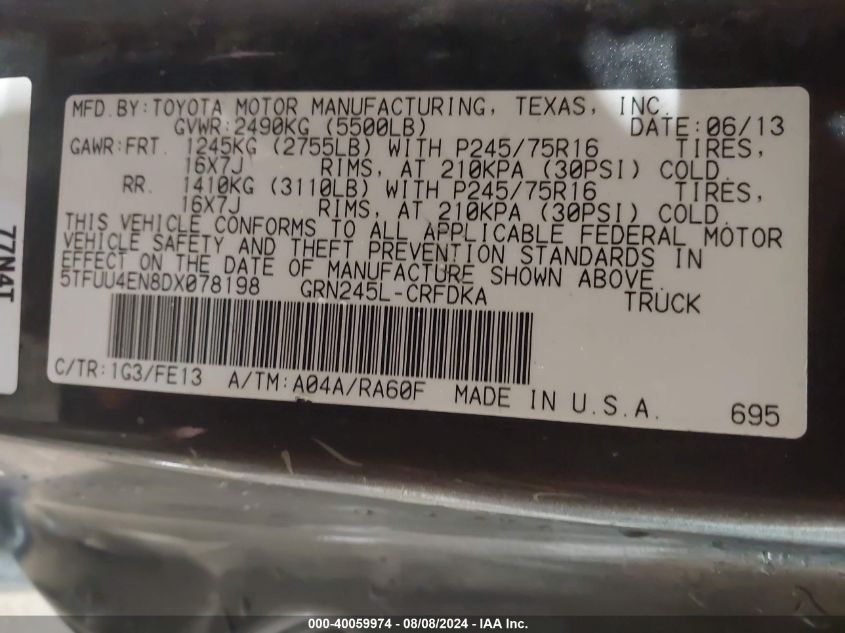 MFD.BY:TOYOTA MOTOR MANUFACTURING, TEXAS, INC.
GVWR:2490KG (5500LB) DATE:06/13
GAWR:FRT. 1245KG (2755LB) WITH P245/75R16 TIRES,
16X7J RIMS, AT 210KPA (30PSI) COLD.
RR. 1410KG (3110LB) WITH P245/75R16 TIRES,
16X7J RIMS, AT 210KPA (30PSI) COLD.
THIS VEHICLE CONFORMS TO ALL APPLICABLE FEDERAL MOTOR
VEHICLE SAFETY AND THEFT PREVENTION STANDARDS IN
EFFECT ON THE DATE OF MANUFACTURE SHOWN ABOVE.
5TFUU4EN8DX078198 GRN245L-CRFDKA TRUCK
C/TR:1G3/FE13 A/TM:A04A/RA60F MADE IN U.S.A.
695
77N4T
000-40059974 - 08/08/2024 - IAA Inc.